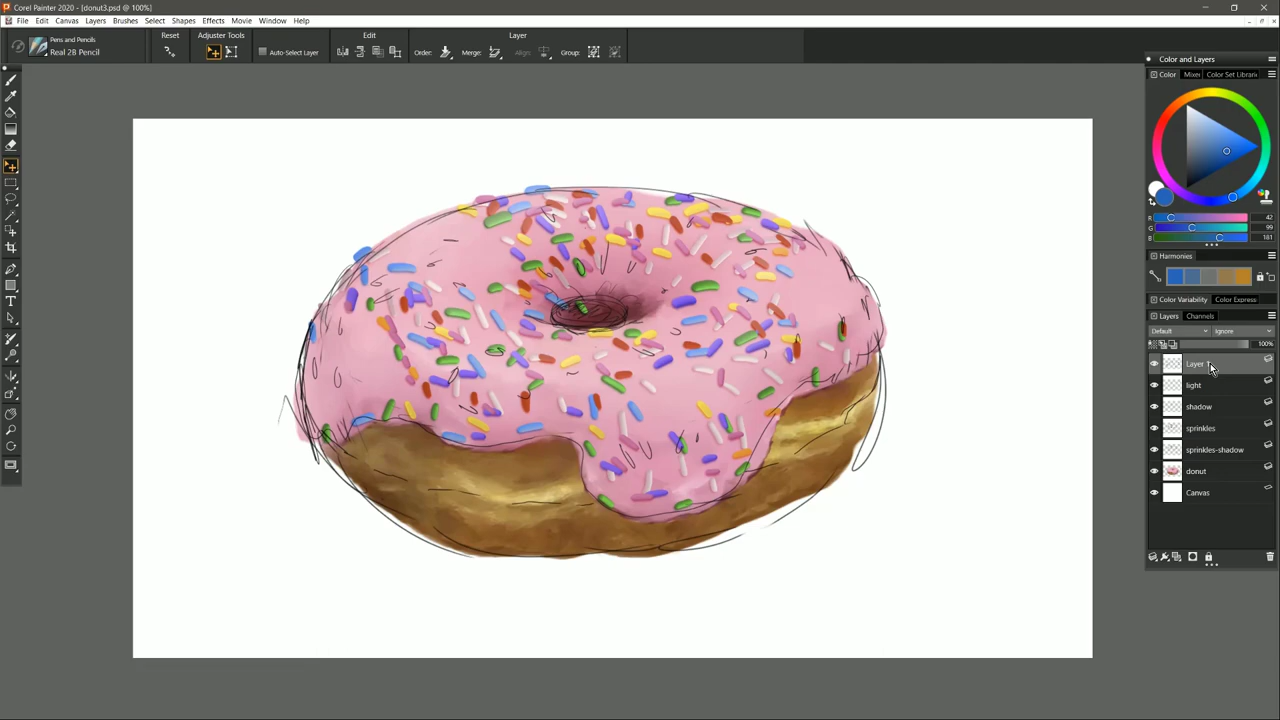 Corel Painter 2020 - [donut3.psd @ 100%]
File Edit Canvas Layers Brushes Select Shapes Effects Movie Window Help
Pens and Pencils
Real 2B Pencil
Reset
Adjuster Tools
Auto-Select Layer
Edit
Layer
Order:
Merge:
Align:
Group:
Color and Layers
Color Mixe Color Set Librari
R 42
G 99
B 181
Harmonies
Color Variability Color Express
Layers Channels
Default Ignore
100%
Layer
light
shadow
sprinkles
sprinkles-shadow
donut
Canvas